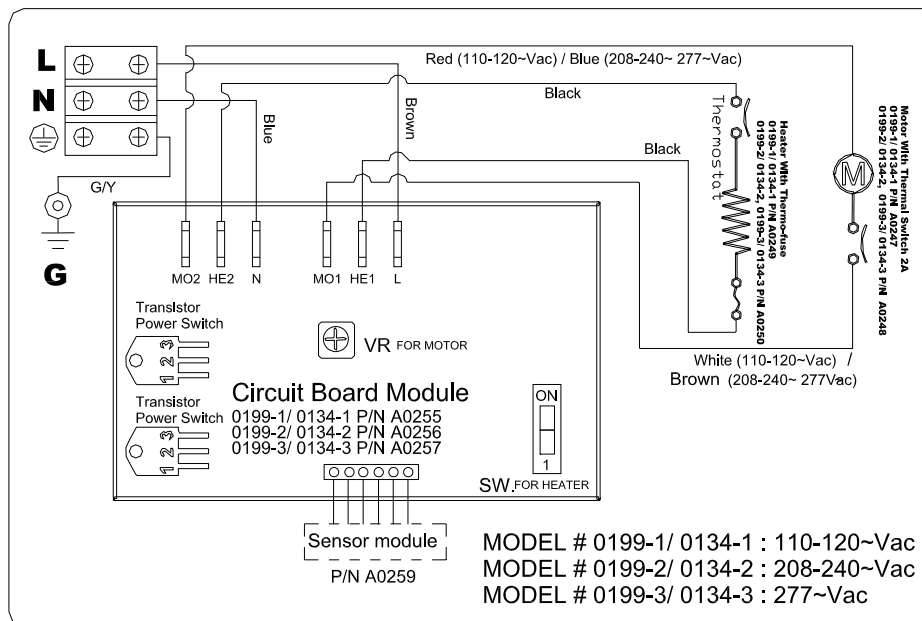 L
N
G
G/Y
Blue
Brown
Red (110-120~Vac) / Blue (208-240~ 277~Vac)
Black
Black
Thermostat
Heater With Thermo-fuse
0199-1/ 0134-1 P/N A0249
0199-2/ 0134-2, 0199-3/ 0134-3 P/N A0250
M
Motor With Thermal Switch 2A
0199-1/ 0134-1 P/N A0247
0199-2/ 0134-2, 0199-3/ 0134-3 P/N A0248
White (110-120~Vac) /
Brown (208-240~ 277Vac)
MO2 HE2 N MO1 HE1 L
Transistor
Power Switch
3
2
1
VR FOR MOTOR
Transistor
Power Switch
3
2
1
Circuit Board Module
0199-1/ 0134-1 P/N A0255
0199-2/ 0134-2 P/N A0256
0199-3/ 0134-3 P/N A0257
ON
1
SW. FOR HEATER
Sensor module
P/N A0259
MODEL # 0199-1/ 0134-1 : 110-120~Vac
MODEL # 0199-2/ 0134-2 : 208-240~Vac
MODEL # 0199-3/ 0134-3 : 277~Vac